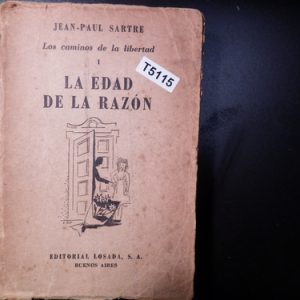 JEAN-PAUL SARTRE
Los caminos de la libertad
I
T5115
LA EDAD
DE LA RAZÓN
EDITORIAL LOSADA, S. A.
BUENOS AIRES